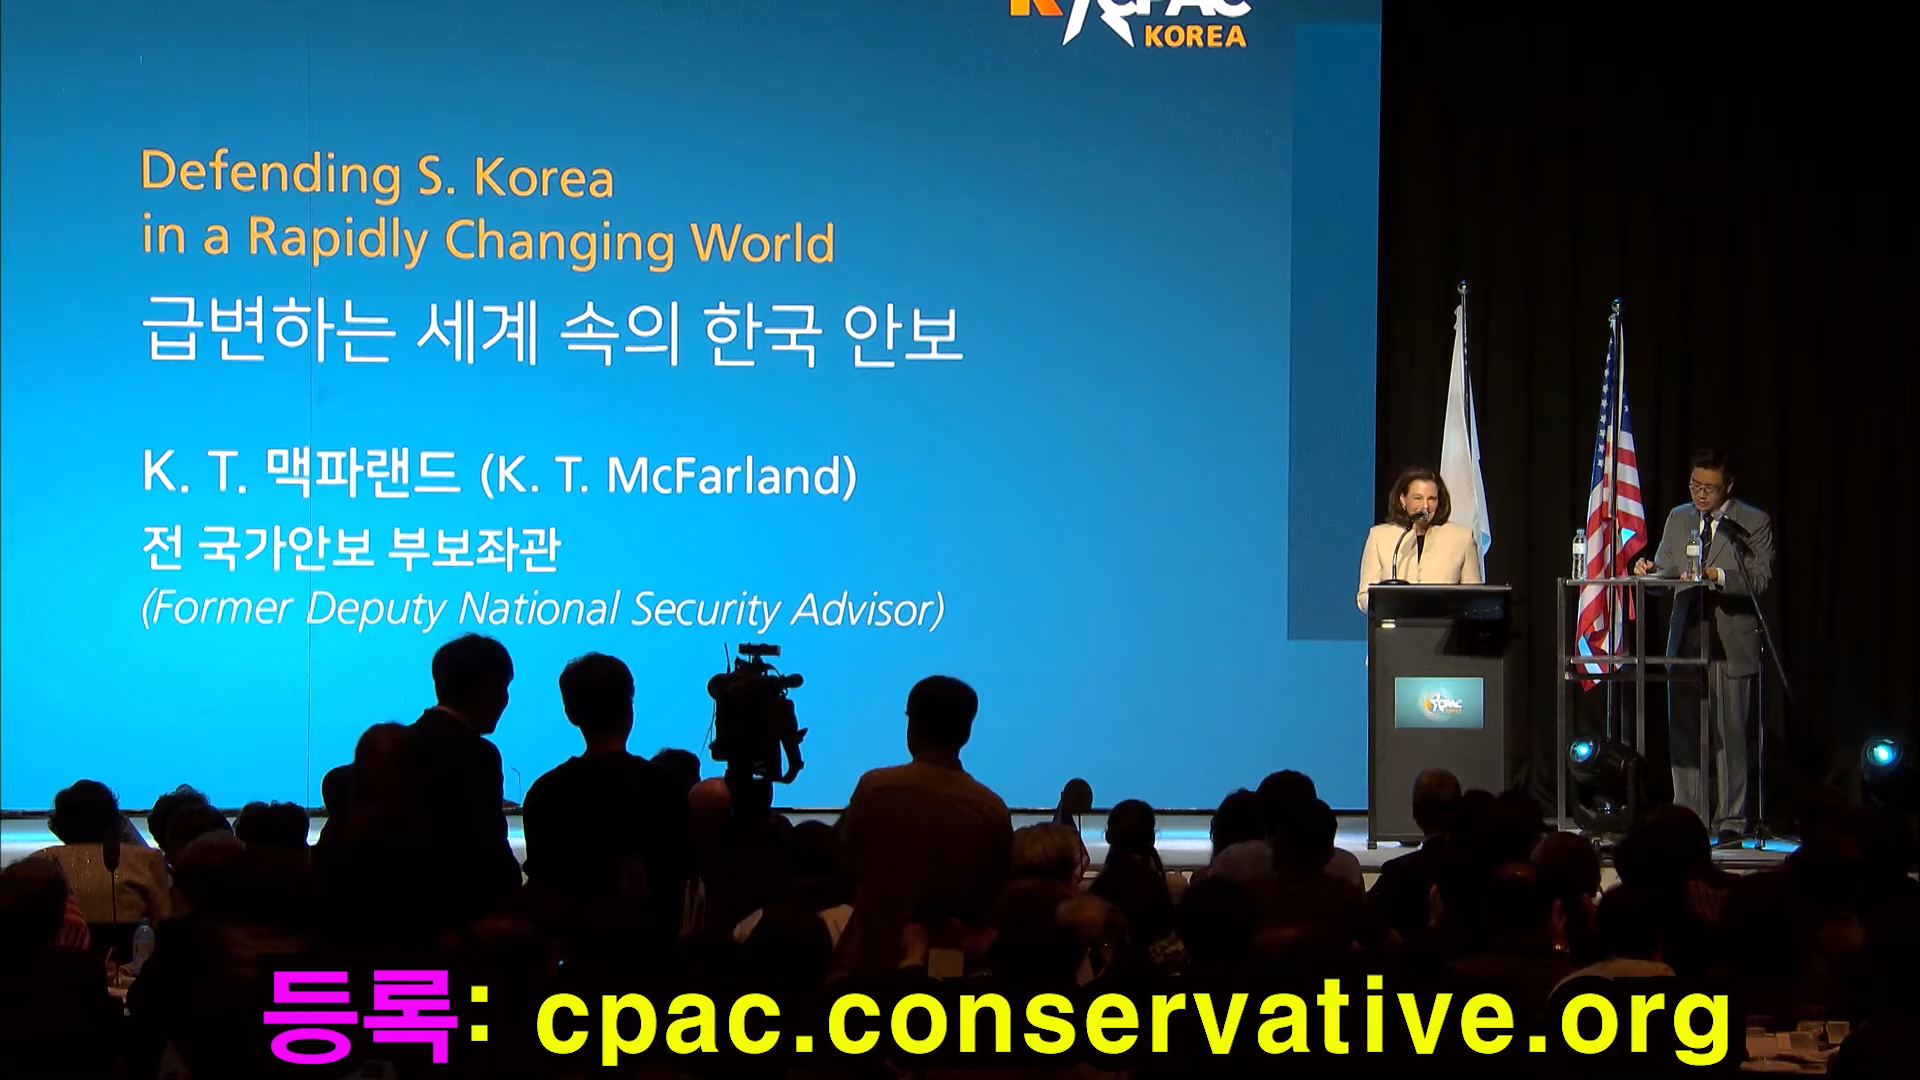 K CPAC
KOREA
Defending S. Korea
in a Rapidly Changing World
급변하는 세계 속의 한국 안보
K. T. 맥파랜드 (K. T. McFarland)
전 국가안보 부보좌관
(Former Deputy National Security Advisor)
CPAC
등록: cpac.conservative.org